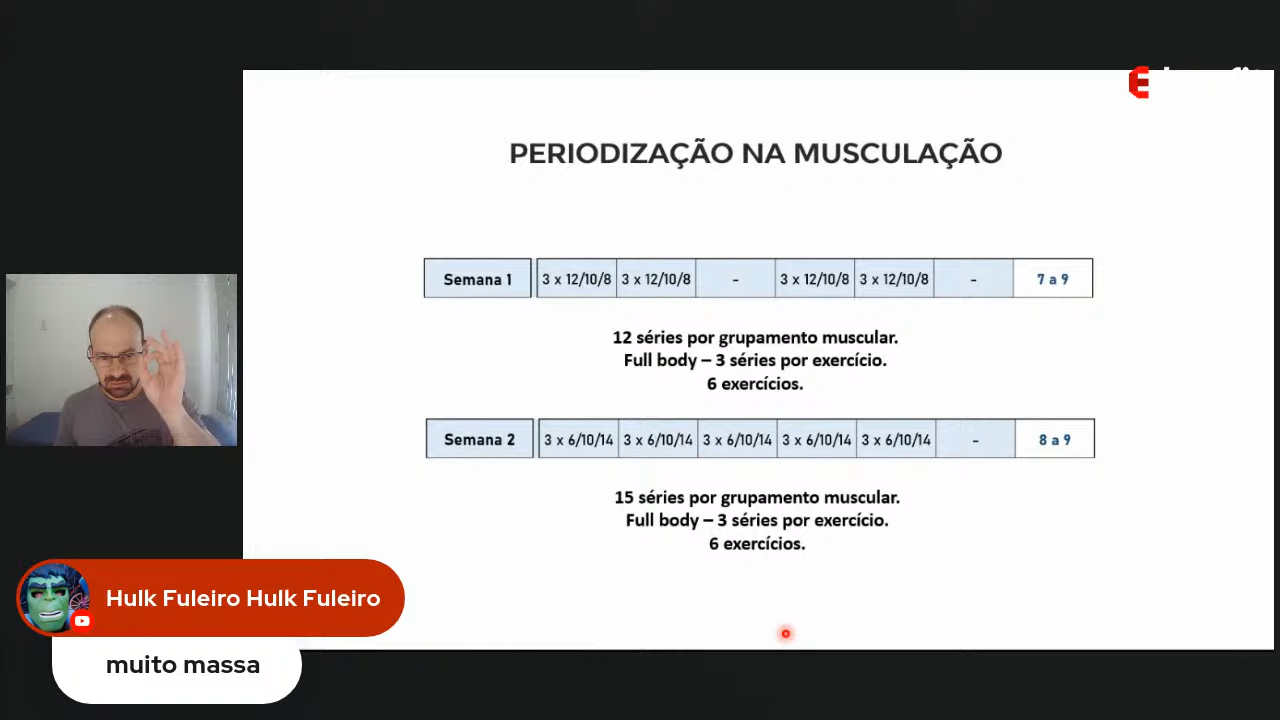 PERIODIZAÇÃO NA MUSCULAÇÃO
Semana 1 3 x 12/10/8 3 x 12/10/8 - 3 x 12/10/8 3 x 12/10/8 - 7 a 9
12 séries por grupamento muscular.
Full body – 3 séries por exercício.
6 exercícios.
Semana 2 3 x 6/10/14 3 x 6/10/14 3 x 6/10/14 3 x 6/10/14 3 x 6/10/14 - 8 a 9
15 séries por grupamento muscular.
Full body – 3 séries por exercício.
6 exercícios.
Hulk Fuleiro Hulk Fuleiro
muito massa